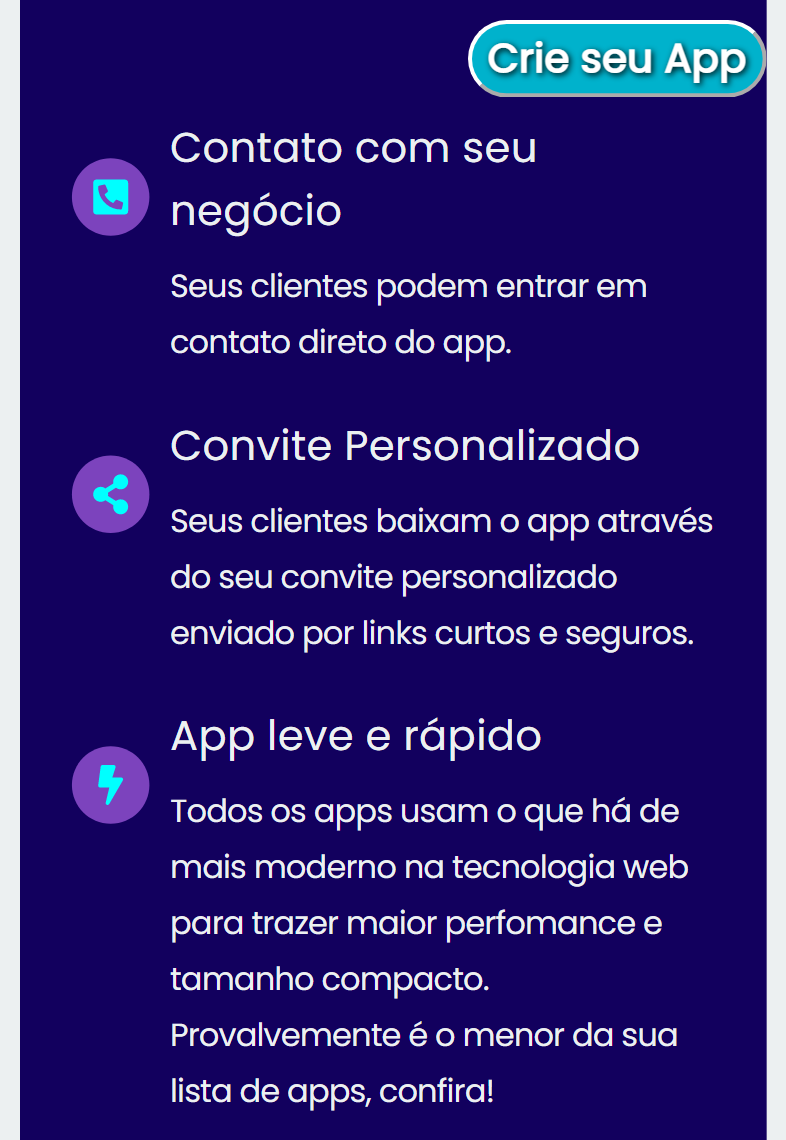 Crie seu App
Contato com seu
negócio
Seus clientes podem entrar em
contato direto do app.
Convite Personalizado
Seus clientes baixam o app através
do seu convite personalizado
enviado por links curtos e seguros.
App leve e rápido
Todos os apps usam o que há de
mais moderno na tecnologia web
para trazer maior perfomance e
tamanho compacto.
Provalvemente é o menor da sua
lista de apps, confira!